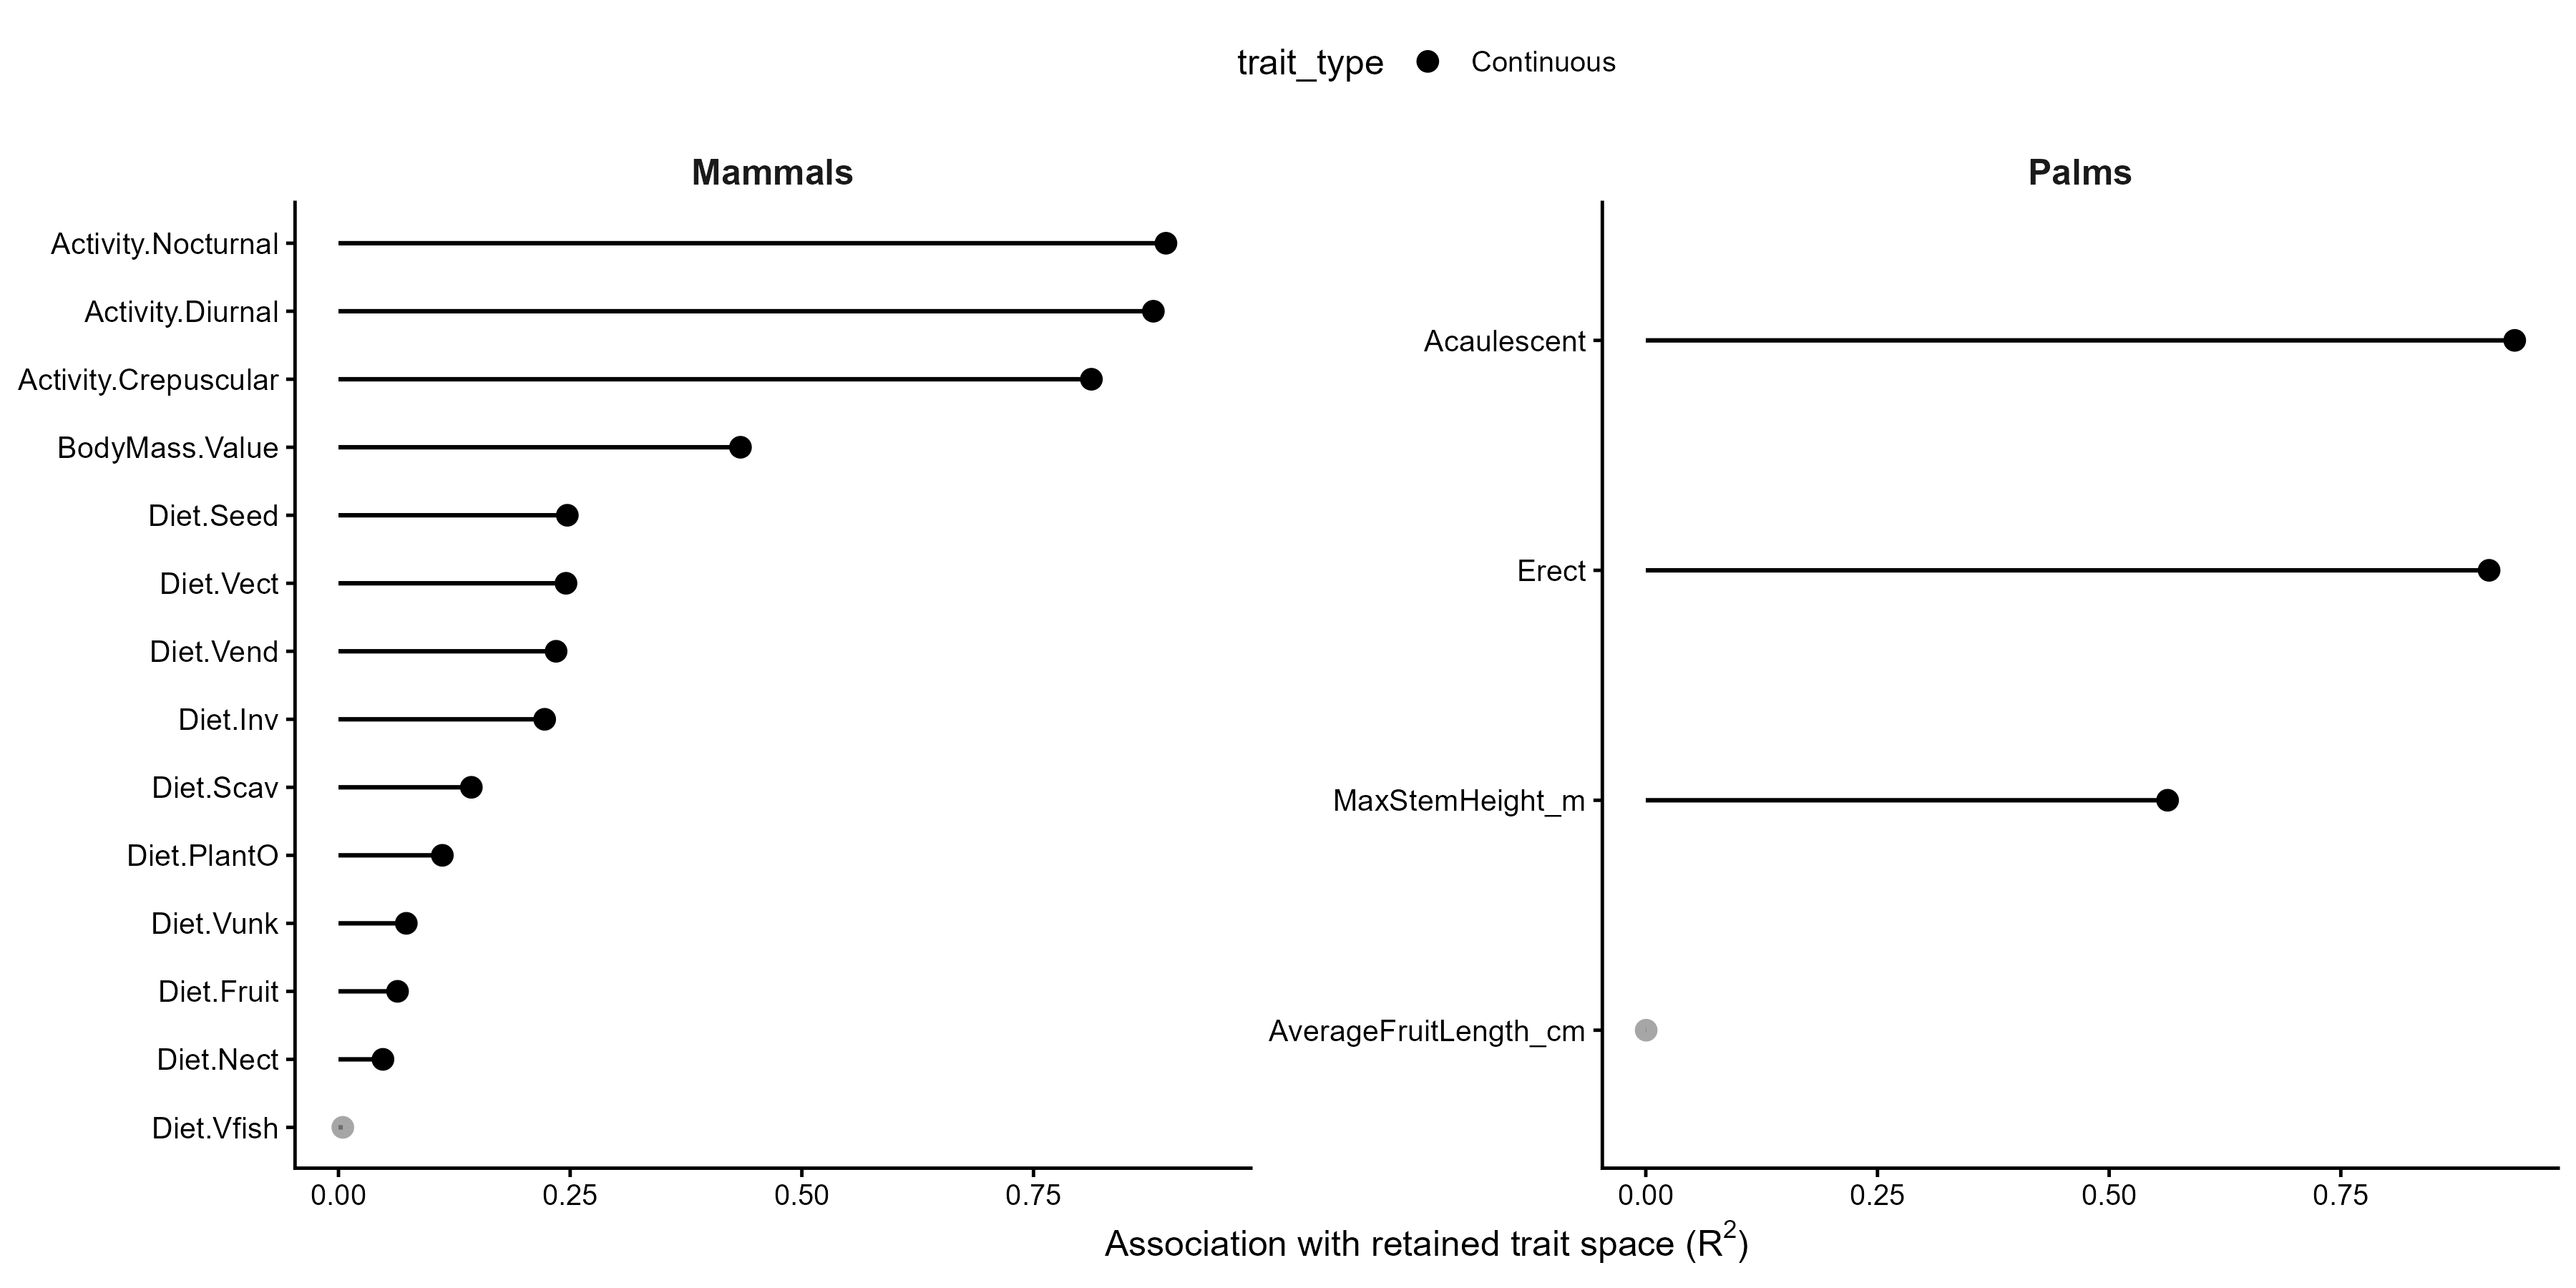 trait_type Continuous
Mammals
Activity.Nocturnal
Activity.Diurnal
Activity.Crepuscular
BodyMass.Value
Diet.Seed
Diet.Vect
Diet.Vend
Diet.Inv
Diet.Scav
Diet.PlantO
Diet.Vunk
Diet.Fruit
Diet.Nect
Diet.Vfish
0.00 0.25 0.50 0.75
Palms
Acaulescent
Erect
MaxStemHeight_m
AverageFruitLength_cm
0.00 0.25 0.50 0.75
Association with retained trait space (R²)